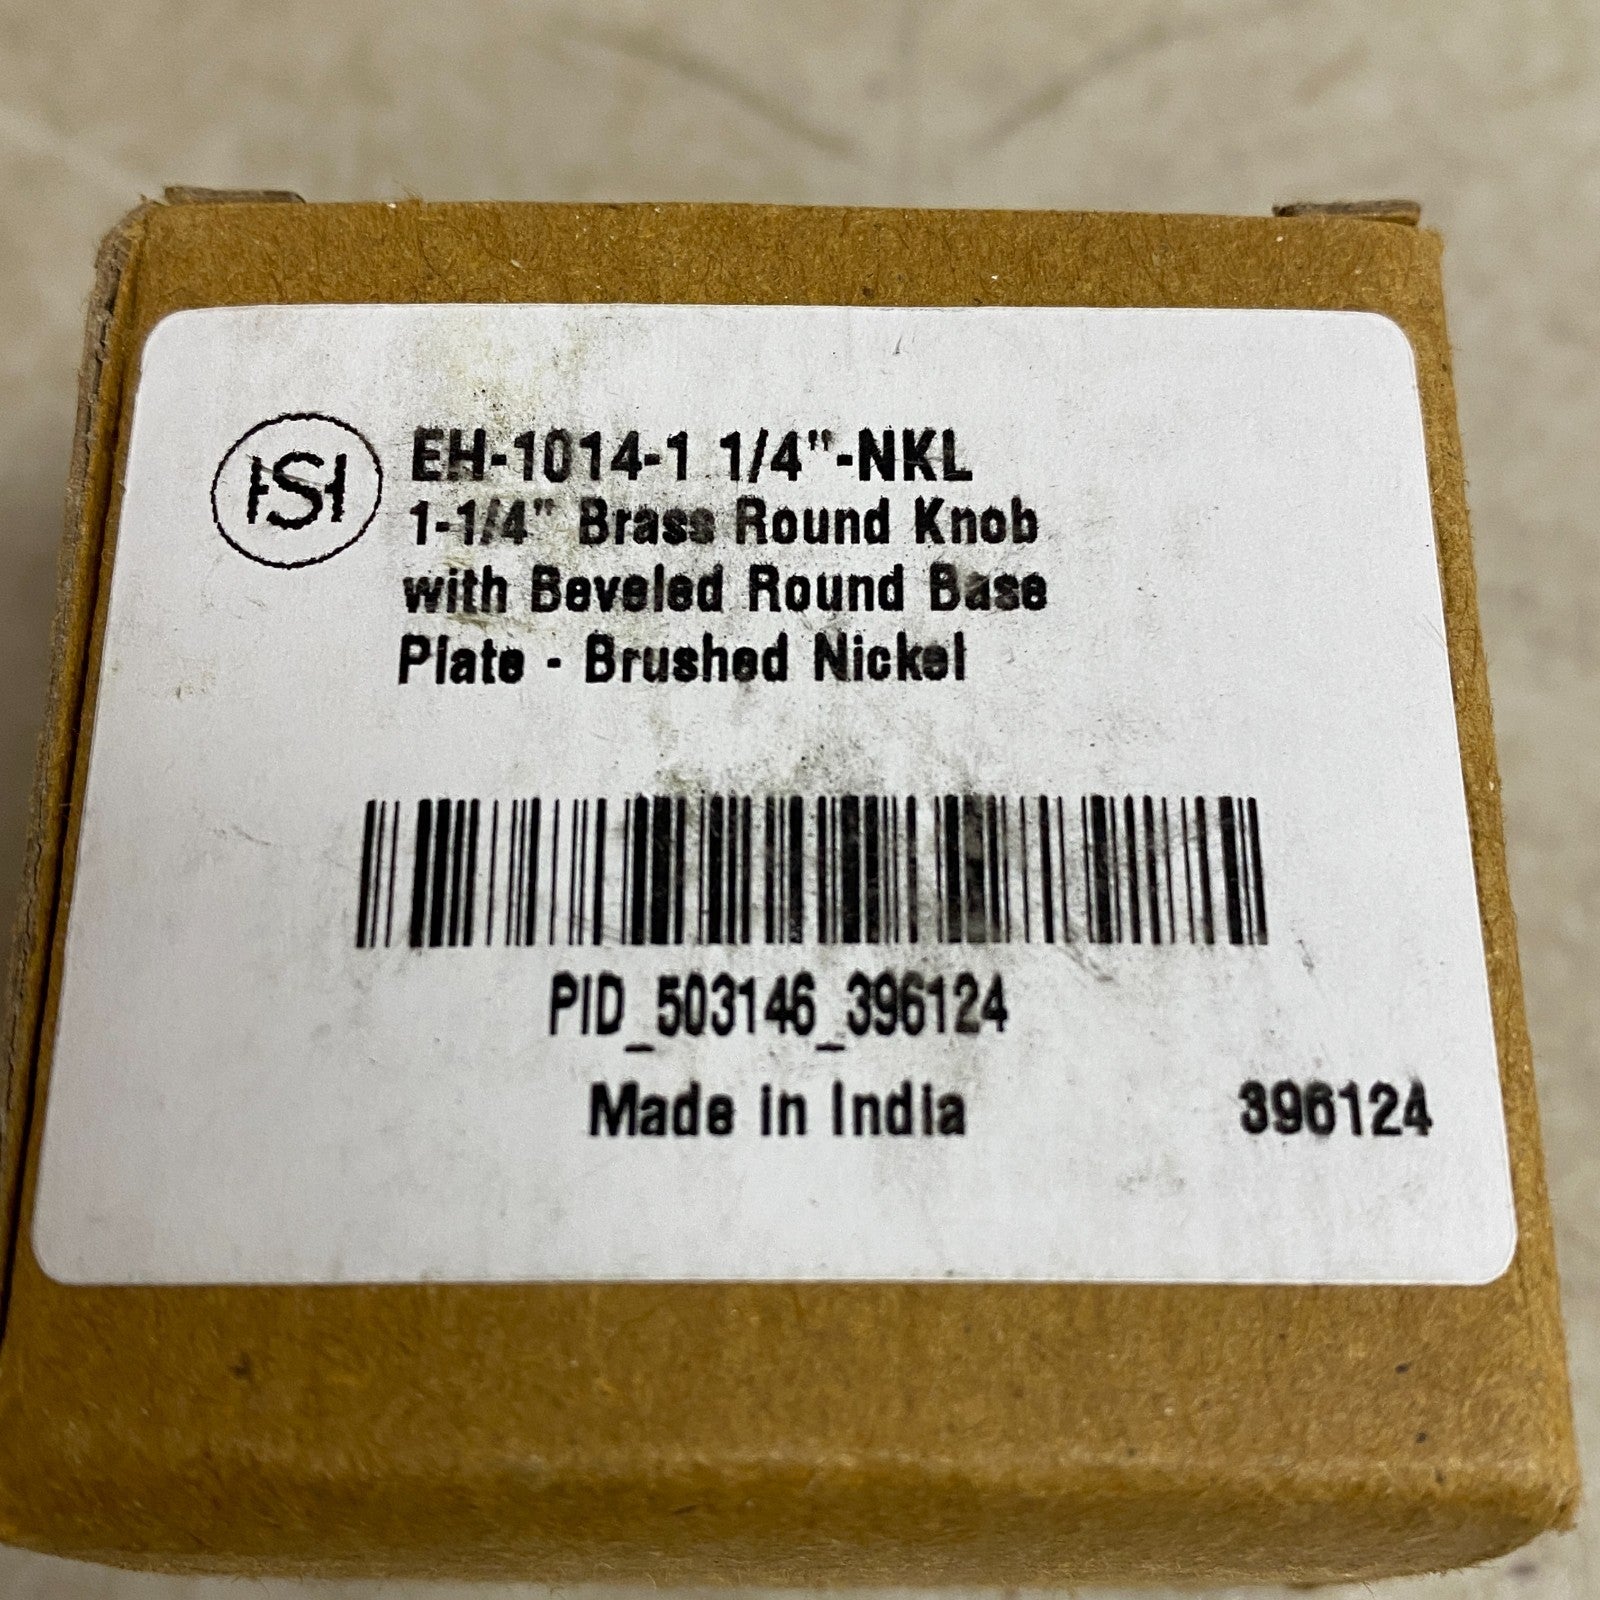 HSH
EH-1014-1 1/4"-NKL
1-1/4" Brass Round Knob
with Beveled Round Base
Plate - Brushed Nickel
PID_503146_396124
Made in India
396124